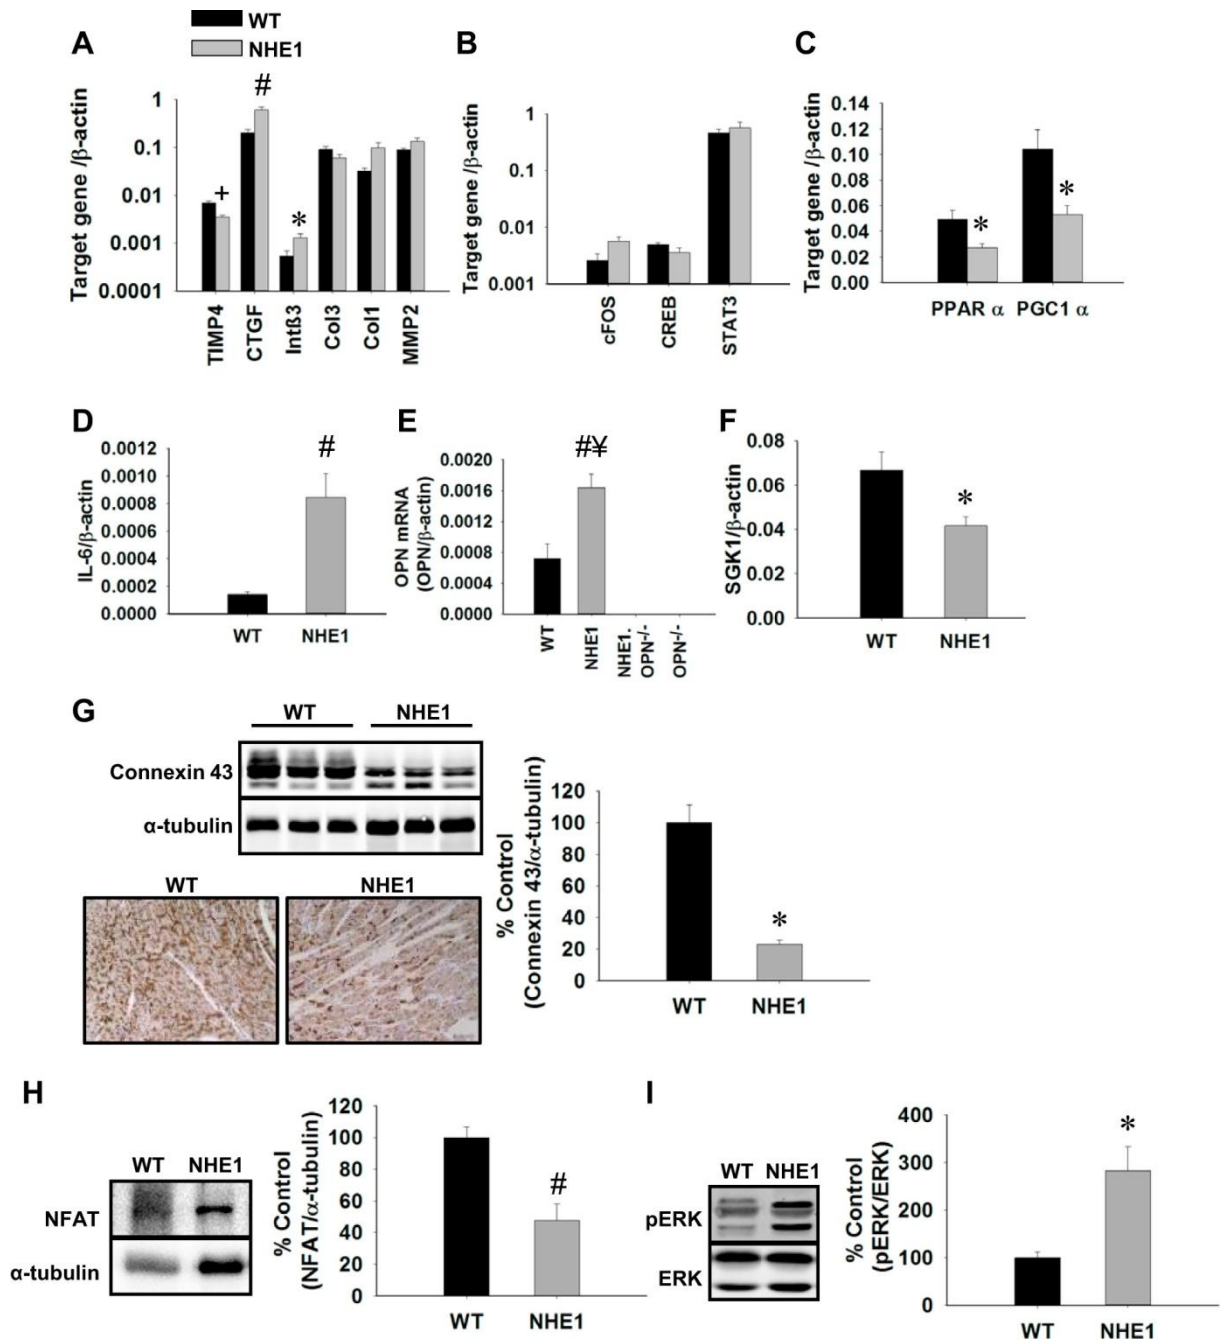 WT
NHE1
A
Target gene /β-actin
1
0.1
0.01
0.001
0.0001
+
#
*
TIMP4
CTGF
Intß3
Col3
Col1
MMP2
B
Target gene /β-actin
1
0.1
0.01
0.001
cFOS
CREB
STAT3
C
Target gene /β-actin
0.14
0.12
0.10
0.08
0.06
0.04
0.02
0.00
*
*
PPAR α PGC1 α
D
IL-6/β-actin
0.0012
0.0010
0.0008
0.0006
0.0004
0.0002
0.0000
#
WT NHE1
E
OPN mRNA
(OPN/β-actin)
0.0020
0.0016
0.0012
0.0008
0.0004
0.0000
#¥
WT
NHE1
NHE1.
OPN-/-
OPN-/-
F
SGK1/β-actin
0.08
0.06
0.04
0.02
0.00
*
WT NHE1
G
WT NHE1
Connexin 43
α-tubulin
WT NHE1
% Control
(Connexin 43/α-tubulin)
120
100
80
60
40
20
0
*
WT NHE1
H
WT NHE1
NFAT
α-tubulin
% Control
(NFAT/α-tubulin)
120
100
80
60
40
20
0
#
WT NHE1
I
WT NHE1
pERK
ERK
% Control
(pERK/ERK)
400
300
200
100
0
*
WT NHE1